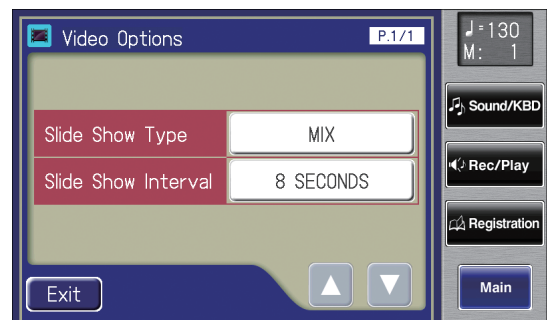 Video Options
P.1/1
♩=130
M: 1
Slide Show Type
MIX
Slide Show Interval
8 SECONDS
Exit
Sound/KBD
Rec/Play
Registration
Main